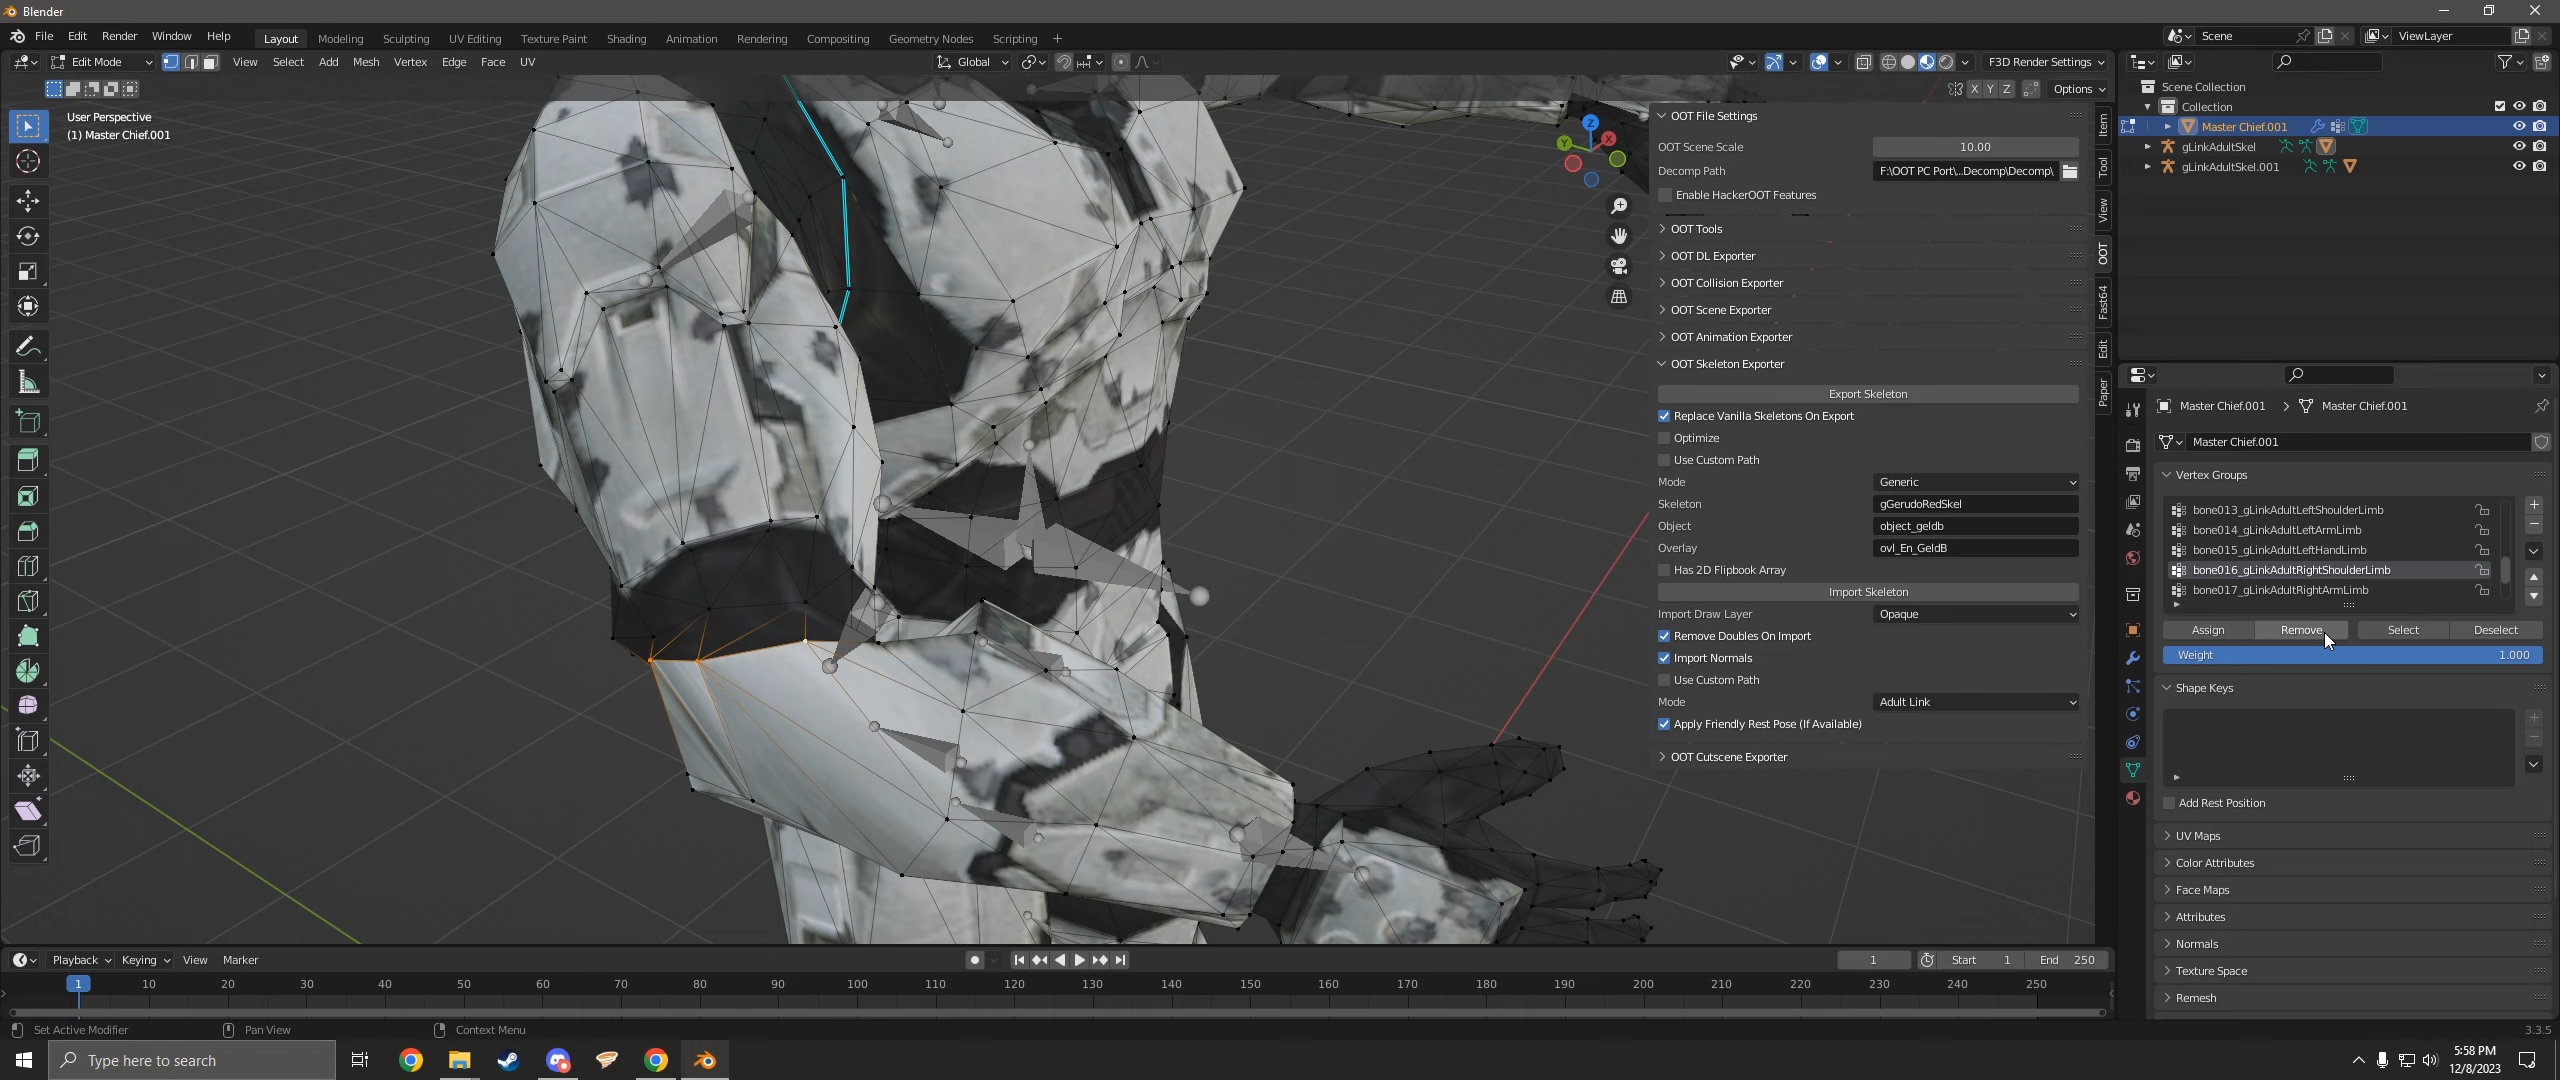 Blender
File Edit Render Window Help
Layout Modeling Sculpting UV Editing Texture Paint Shading Animation Rendering Compositing Geometry Nodes Scripting +
Scene
ViewLayer
Edit Mode View Select Add Mesh Vertex Edge Face UV
Global
F3D Render Settings
X Y Z
Options
User Perspective
(1) Master Chief.001
Z
X
Y
OOT File Settings
OOT Scene Scale 10.00
Decomp Path F:\OOT PC Port\...Decomp\Decomp\
Enable HackerOOT Features
OOT Tools
OOT DL Exporter
OOT Collision Exporter
OOT Scene Exporter
OOT Animation Exporter
OOT Skeleton Exporter
Export Skeleton
Replace Vanilla Skeletons On Export
Optimize
Use Custom Path
Mode Generic
Skeleton gGerudoRedSkel
Object object_geldb
Overlay ovl_En_GeldB
Has 2D Flipbook Array
Import Skeleton
Import Draw Layer Opaque
Remove Doubles On Import
Import Normals
Use Custom Path
Mode Adult Link
Apply Friendly Rest Pose (If Available)
OOT Cutscene Exporter
Item
Tool
View
OOT
Fast64
Edit
Paper
Scene Collection
Collection
Master Chief.001
gLinkAdultSkel
gLinkAdultSkel.001
Master Chief.001 > Master Chief.001
Master Chief.001
Vertex Groups
bone013_gLinkAdultLeftShoulderLimb
bone014_gLinkAdultLeftArmLimb
bone015_gLinkAdultLeftHandLimb
bone016_gLinkAdultRightShoulderLimb
bone017_gLinkAdultRightArmLimb
Assign Remove Select Deselect
Weight 1.000
Shape Keys
Add Rest Position
UV Maps
Color Attributes
Face Maps
Attributes
Normals
Texture Space
Remesh
Playback Keying View Marker
1
Start 1
End 250
1 10 20 30 40 50 60 70 80 90 100 110 120 130 140 150 160 170 180 190 200 210 220 230 240 250
Set Active Modifier
Pan View
Context Menu
3.3.5
Type here to search
5:58 PM
12/8/2023